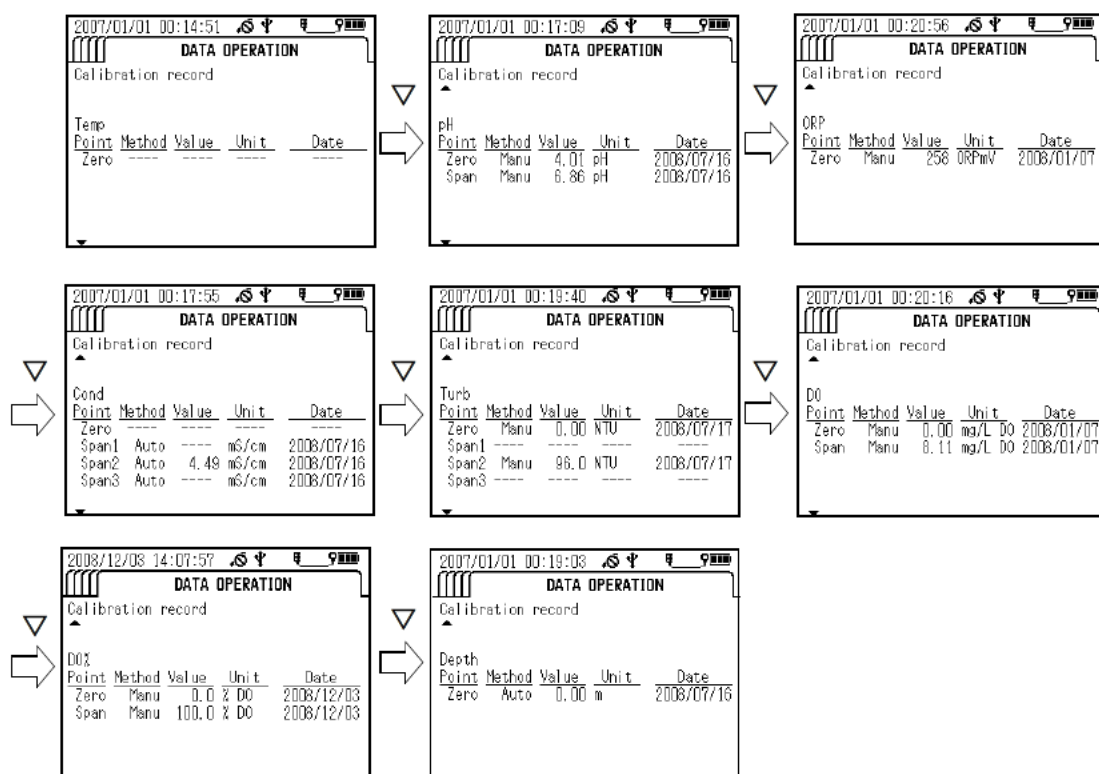 2007/01/01 00:14:51
DATA OPERATION
Calibration record
Temp
Point Method Value Unit Date
Zero ---- ---- ---- ----
2007/01/01 00:17:09
DATA OPERATION
Calibration record
pH
Point Method Value Unit Date
Zero Manu 4.01 pH 2008/07/16
Span Manu 6.86 pH 2008/07/16
2007/01/01 00:20:56
DATA OPERATION
Calibration record
ORP
Point Method Value Unit Date
Zero Manu 258 ORPmV 2008/01/07
2007/01/01 00:17:55
DATA OPERATION
Calibration record
Cond
Point Method Value Unit Date
Zero ---- ---- ---- ----
Span1 Auto ---- mS/cm 2008/07/16
Span2 Auto 4.49 mS/cm 2008/07/16
Span3 Auto ---- mS/cm 2008/07/16
2007/01/01 00:19:40
DATA OPERATION
Calibration record
Turb
Point Method Value Unit Date
Zero Manu 0.00 NTU 2008/07/17
Span1 ---- ---- ---- ----
Span2 Manu 96.0 NTU 2008/07/17
Span3 ---- ---- ---- ----
2007/01/01 00:20:16
DATA OPERATION
Calibration record
DO
Point Method Value Unit Date
Zero Manu 0.00 mg/L DO 2008/01/07
Span Manu 8.11 mg/L DO 2008/01/07
2008/12/03 14:07:57
DATA OPERATION
Calibration record
DO%
Point Method Value Unit Date
Zero Manu 0.0 % DO 2008/12/03
Span Manu 100.0 % DO 2008/12/03
2007/01/01 00:19:03
DATA OPERATION
Calibration record
Depth
Point Method Value Unit Date
Zero Auto 0.00 m 2008/07/16